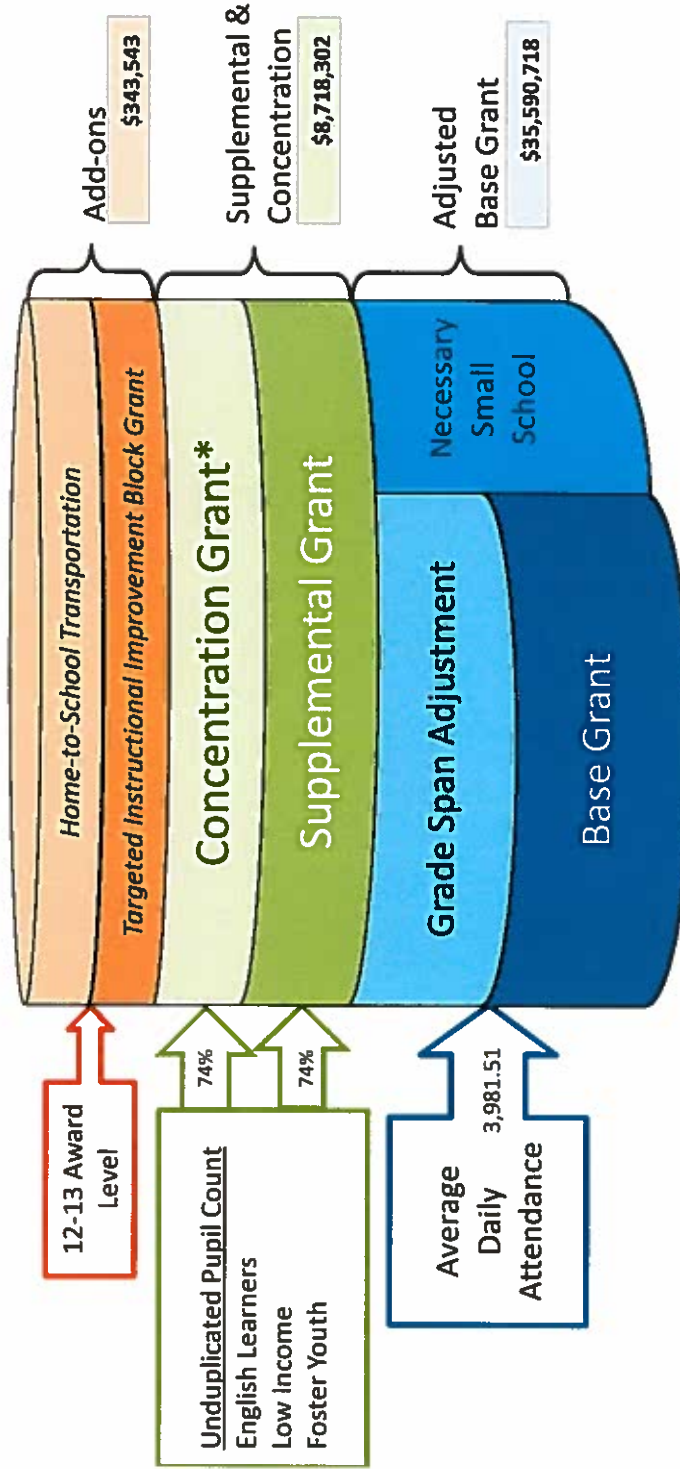 12-13 Award
Level
Unduplicated Pupil Count
English Learners
Low Income
Foster Youth
74%
74%
Average
Daily
Attendance
3,981.51
Home-to-School Transportation
Targeted Instructional Improvement Block Grant
Concentration Grant*
Supplemental Grant
Grade Span Adjustment
Base Grant
Necessary
Small
School
Add-ons
$343,543
Supplemental &
Concentration
$8,718,302
Adjusted
Base Grant
$35,590,718